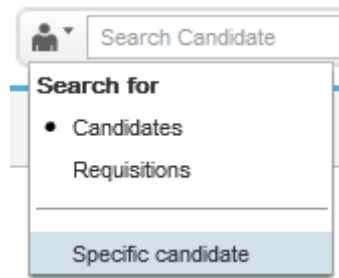 Search Candidate
Search for
Candidates
Requisitions
Specific candidate